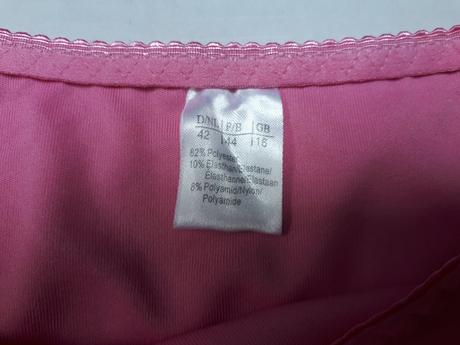 D/NL F/B GB
42 44 16
82% Polyester
10% Elasthan/Elastane/
Elasthanne/Elastaan
8% Polyamid/Nylon/
Polyamide